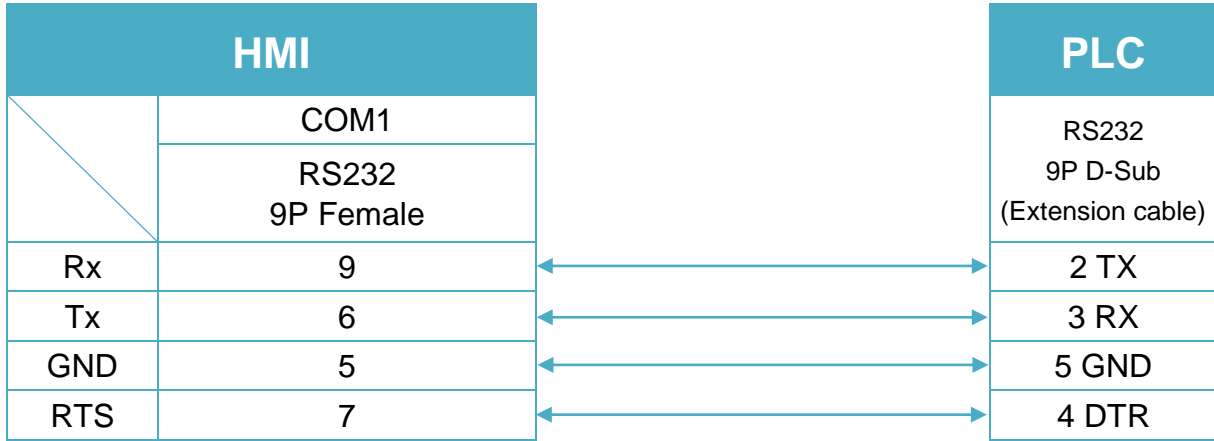 HMI
PLC
COM1
RS232
9P Female
RS232
9P D-Sub
(Extension cable)
Rx 9 2 TX
Tx 6 3 RX
GND 5 5 GND
RTS 7 4 DTR